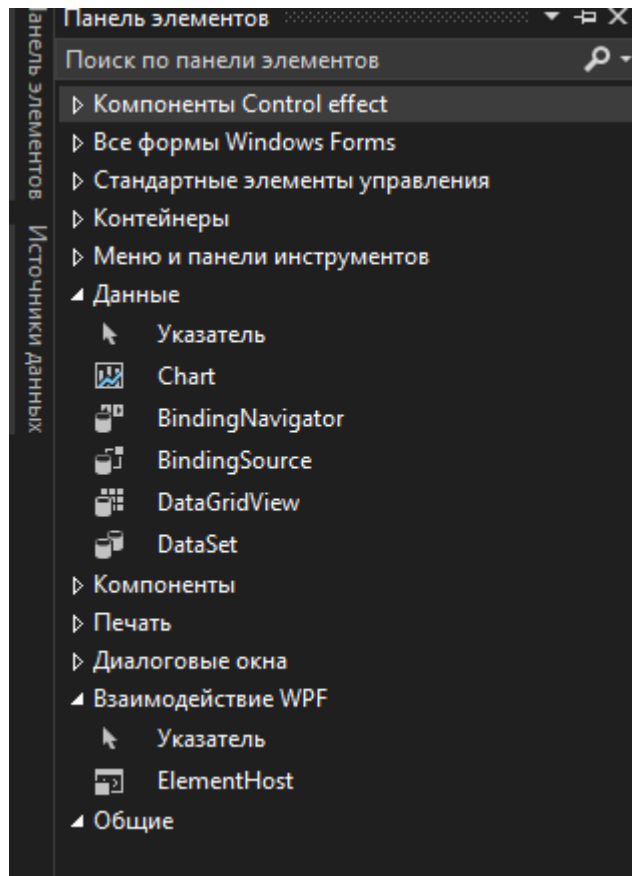 Панель элементов
Поиск по панели элементов
Компоненты Control effect
Все формы Windows Forms
Стандартные элементы управления
Контейнеры
Меню и панели инструментов
Данные
Указатель
Chart
BindingNavigator
BindingSource
DataGridView
DataSet
Компоненты
Печать
Диалоговые окна
Взаимодействие WPF
Указатель
ElementHost
Общие
Панель элементов
Источники данных